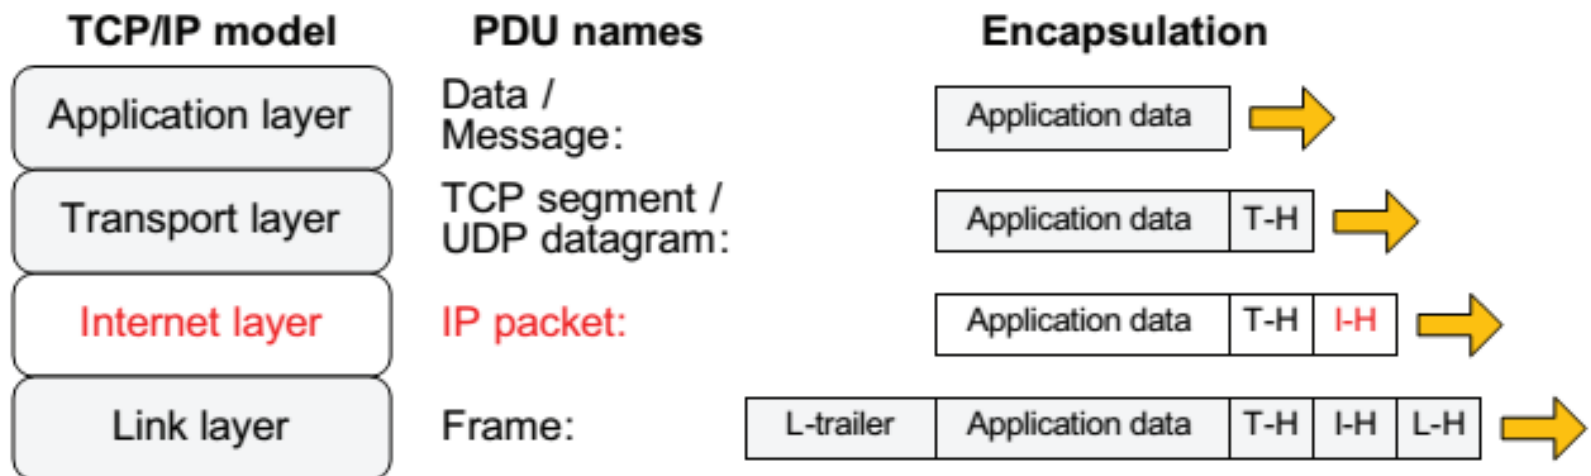 TCP/IP model PDU names Encapsulation
Application layer
Data /
Message:
Application data
Transport layer
TCP segment /
UDP datagram:
Application data T-H
Internet layer
IP packet:
Application data T-H I-H
Link layer
Frame:
L-trailer Application data T-H I-H L-H